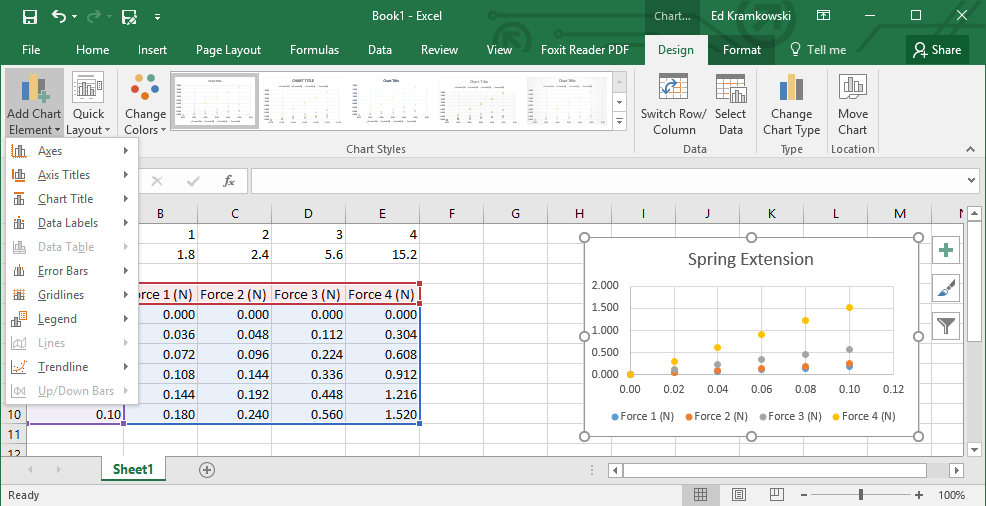 Book1 - Excel
Chart...
Ed Kramkowski
File Home Insert Page Layout Formulas Data Review View Foxit Reader PDF Design Format Tell me Share
Add Chart Element
Quick Layout
Change Colors
Chart Styles
Switch Row/ Column
Select Data
Data
Change Chart Type
Type
Move Chart
Location
Axes
Axis Titles
Chart Title
Data Labels
Data Table
Error Bars
Gridlines
Legend
Lines
Trendline
Up/Down Bars
fx
B C D E F G H I J K L M
1 2 3 4
1.8 2.4 5.6 15.2
rce 1 (N) Force 2 (N) Force 3 (N) Force 4 (N)
0.000 0.000 0.000 0.000
0.036 0.048 0.112 0.304
0.072 0.096 0.224 0.608
0.108 0.144 0.336 0.912
0.144 0.192 0.448 1.216
10 0.10 0.180 0.240 0.560 1.520
11
12
Spring Extension
2.000
1.500
1.000
0.500
0.000
0.00 0.02 0.04 0.06 0.08 0.10 0.12
Force 1 (N) Force 2 (N) Force 3 (N) Force 4 (N)
Sheet1
Ready
100%